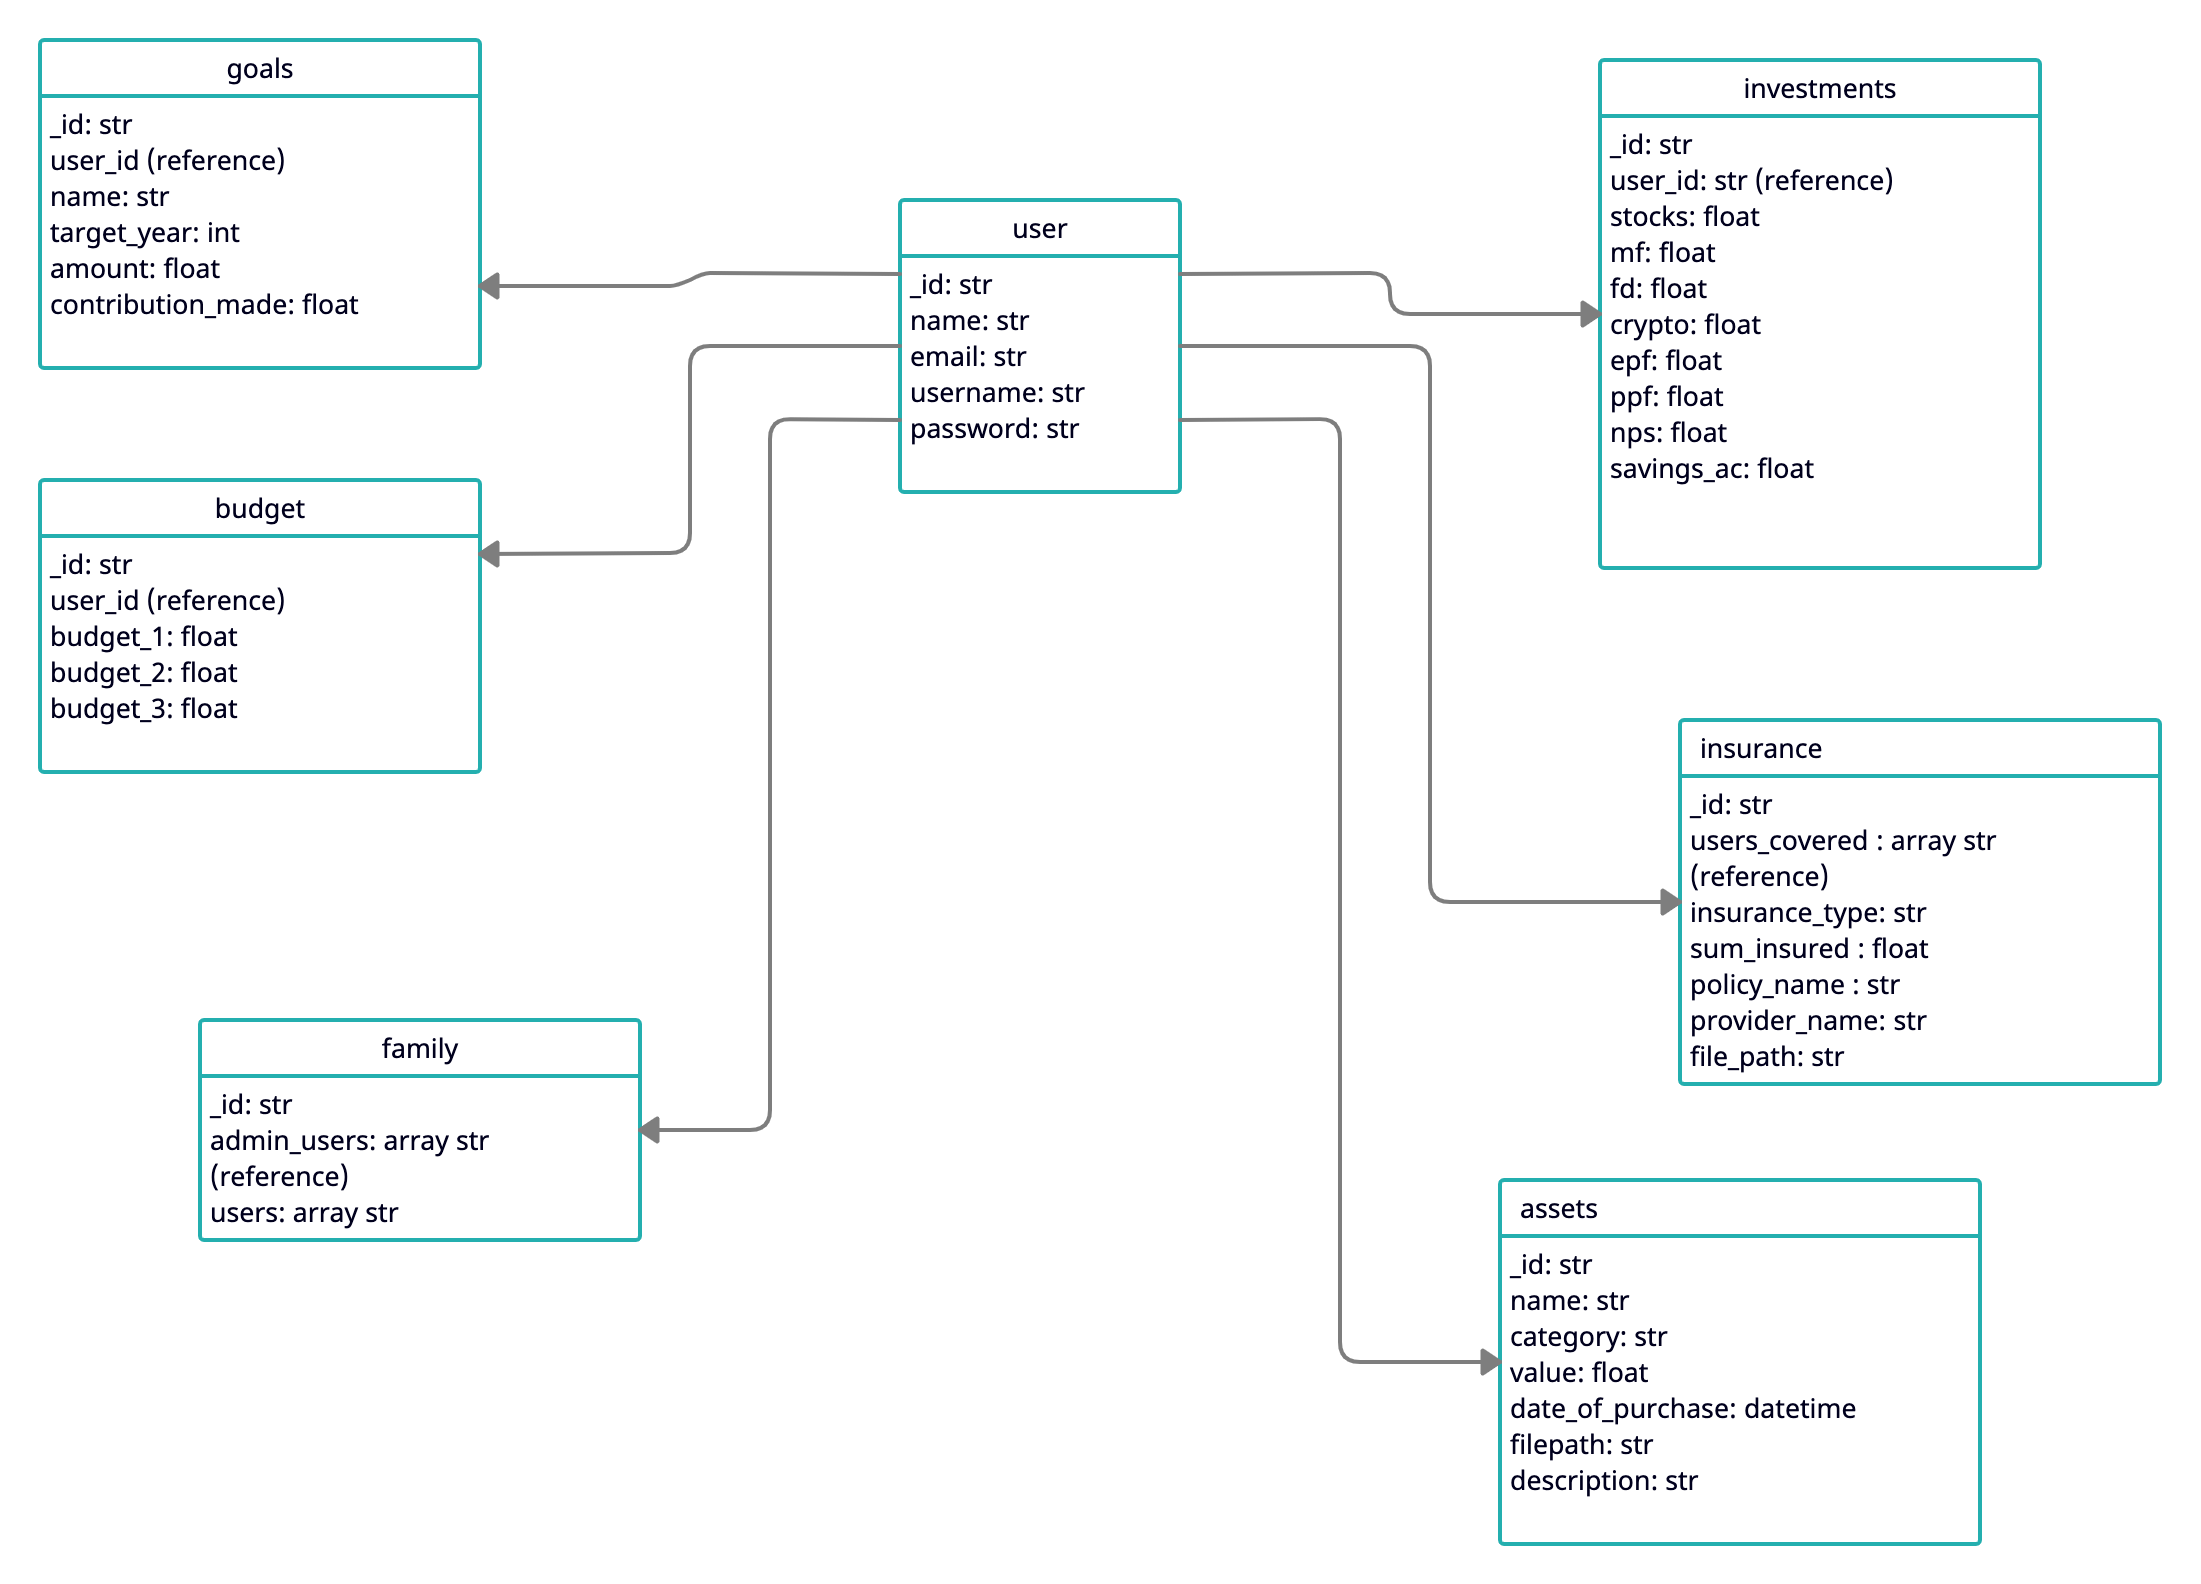 goals
_id: str
user_id (reference)
name: str
target_year: int
amount: float
contribution_made: float
budget
_id: str
user_id (reference)
budget_1: float
budget_2: float
budget_3: float
family
_id: str
admin_users: array str
(reference)
users: array str
user
_id: str
name: str
email: str
username: str
password: str
investments
_id: str
user_id: str (reference)
stocks: float
mf: float
fd: float
crypto: float
epf: float
ppf: float
nps: float
savings_ac: float
insurance
_id: str
users_covered : array str
(reference)
insurance_type: str
sum_insured : float
policy_name : str
provider_name: str
file_path: str
assets
_id: str
name: str
category: str
value: float
date_of_purchase: datetime
filepath: str
description: str